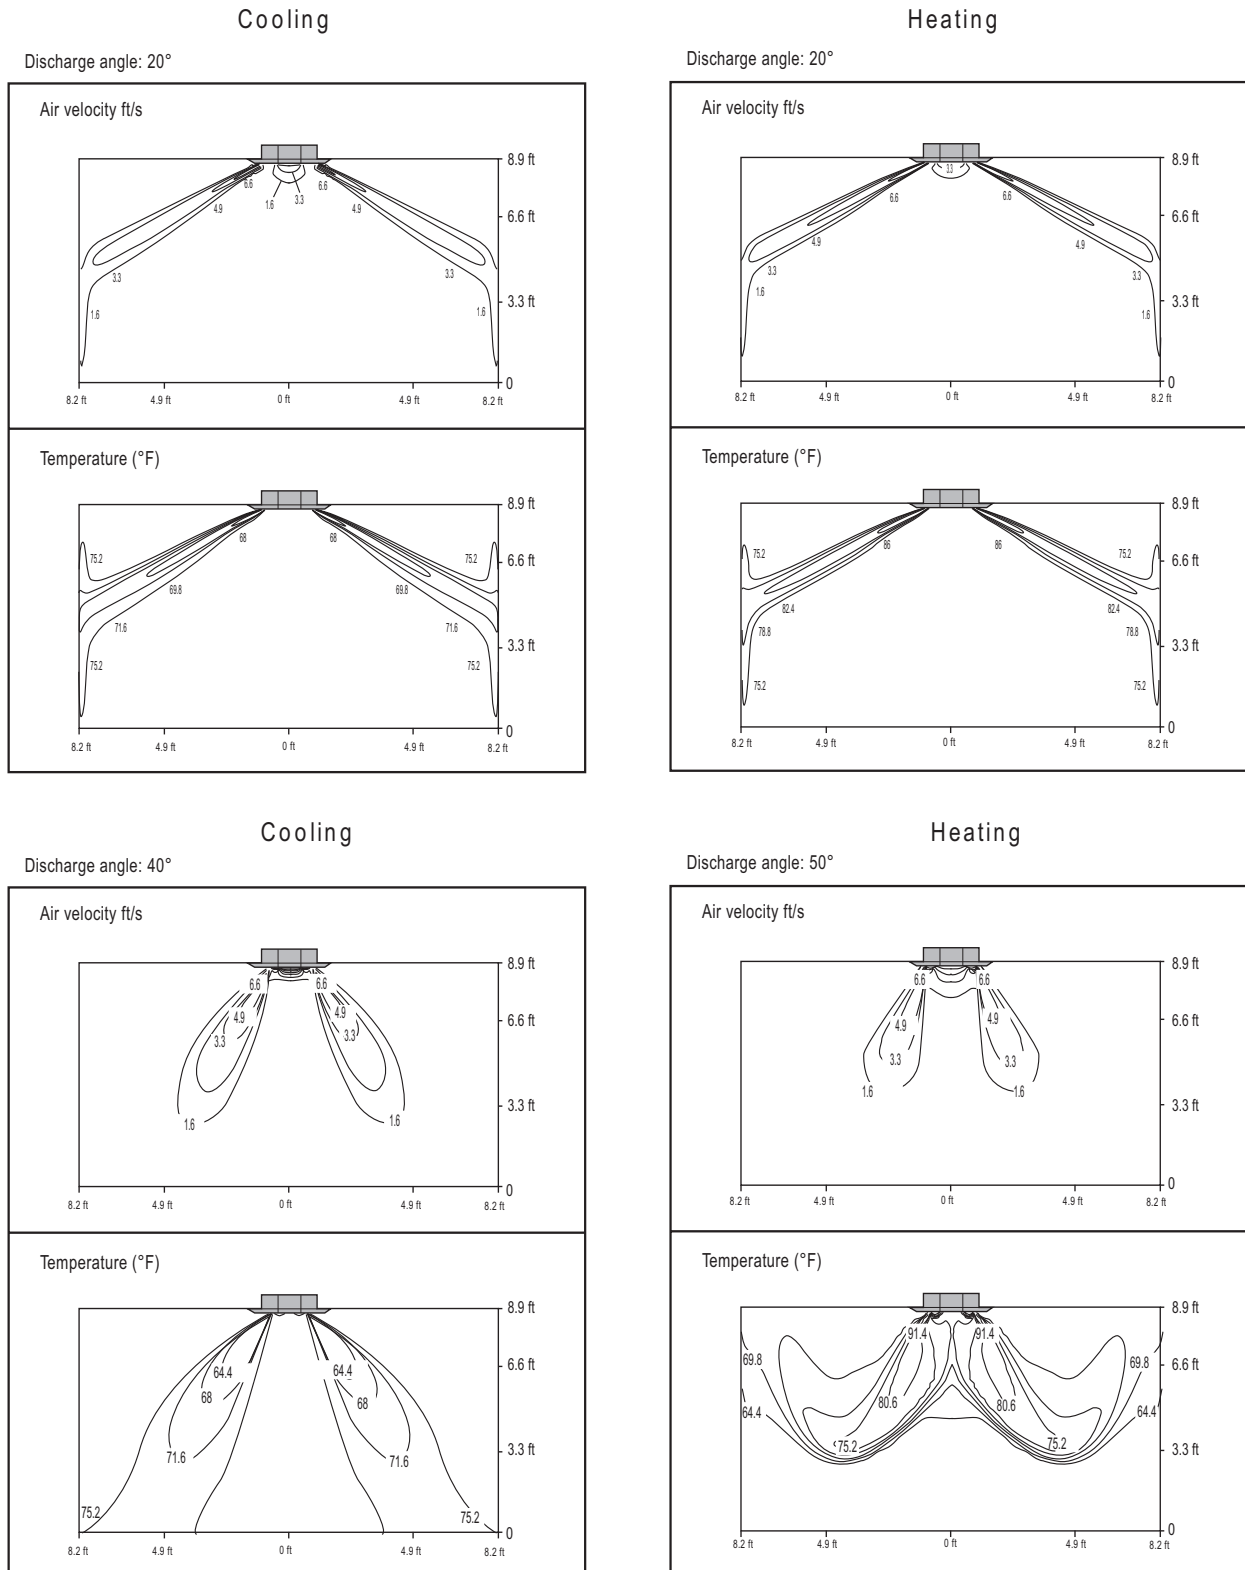 Cooling
Discharge angle: 20°
Air velocity ft/s
6.6
6.6
4.9
1.6
3.3
4.9
3.3
3.3
1.6
1.6
8.9 ft
6.6 ft
3.3 ft
0
8.2 ft
4.9 ft
0 ft
4.9 ft
8.2 ft
Temperature (°F)
68
68
75.2
75.2
69.8
69.8
71.6
71.6
75.2
75.2
8.9 ft
6.6 ft
3.3 ft
0
8.2 ft
4.9 ft
0 ft
4.9 ft
8.2 ft
Heating
Discharge angle: 20°
Air velocity ft/s
3.3
6.6
6.6
4.9
4.9
3.3
3.3
1.6
1.6
8.9 ft
6.6 ft
3.3 ft
0
8.2 ft
4.9 ft
0 ft
4.9 ft
8.2 ft
Temperature (°F)
86
86
75.2
75.2
82.4
82.4
78.8
78.8
75.2
75.2
8.9 ft
6.6 ft
3.3 ft
0
8.2 ft
4.9 ft
0 ft
4.9 ft
8.2 ft
Cooling
Discharge angle: 40°
Air velocity ft/s
6.6
6.6
4.9
4.9
3.3
3.3
1.6
1.6
8.9 ft
6.6 ft
3.3 ft
0
8.2 ft
4.9 ft
0 ft
4.9 ft
8.2 ft
Temperature (°F)
64.4
64.4
68
68
71.6
71.6
75.2
75.2
8.9 ft
6.6 ft
3.3 ft
0
8.2 ft
4.9 ft
0 ft
4.9 ft
8.2 ft
Heating
Discharge angle: 50°
Air velocity ft/s
6.6
6.6
4.9
4.9
3.3
3.3
1.6
1.6
8.9 ft
6.6 ft
3.3 ft
0
8.2 ft
4.9 ft
0 ft
4.9 ft
8.2 ft
Temperature (°F)
91.4
91.4
69.8
69.8
80.6
80.6
64.4
64.4
75.2
75.2
8.9 ft
6.6 ft
3.3 ft
0
8.2 ft
4.9 ft
0 ft
4.9 ft
8.2 ft